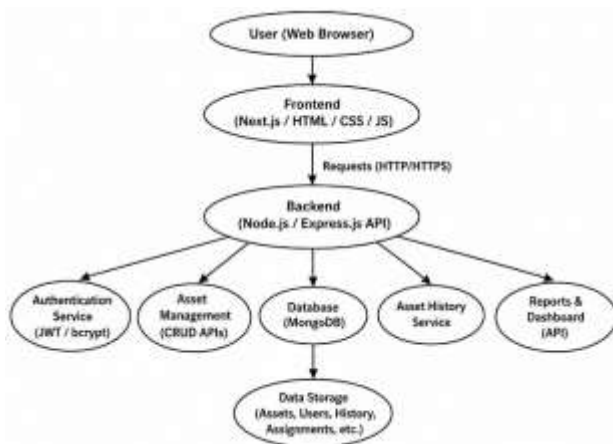 User (Web Browser)
Frontend
(Next.js / HTML / CSS / JS)
Requests (HTTP/HTTPS)
Backend
(Node.js / Express.js API)
Authentication
Service
(JWT / bcrypt)
Asset
Management
(CRUD APIs)
Database
(MongoDB)
Asset History
Service
Reports &
Dashboard
(API)
Data Storage
(Assets, Users, History,
Assignments, etc.)